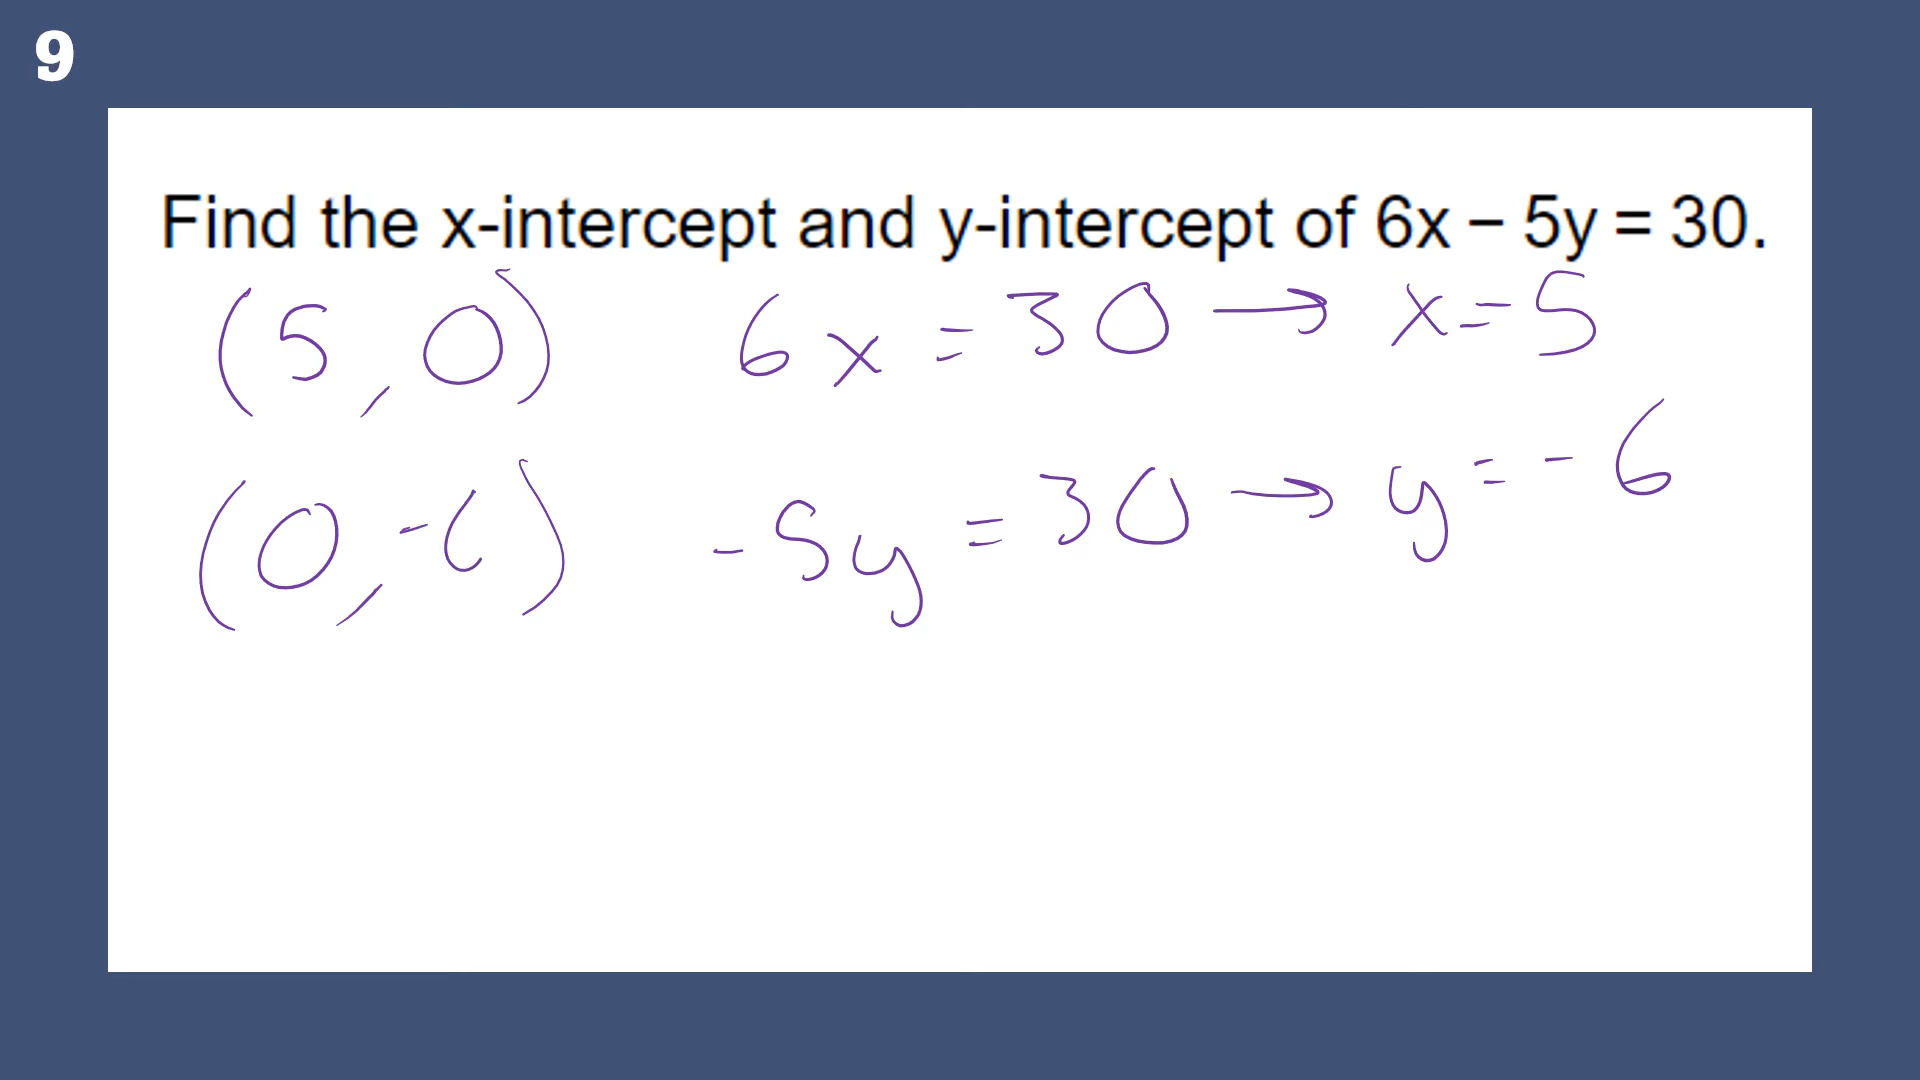 9
Find the x-intercept and y-intercept of 6x − 5y = 30.
(5, 0) 6x = 30 → x = 5
(0, -6) -5y = 30 → y = -6